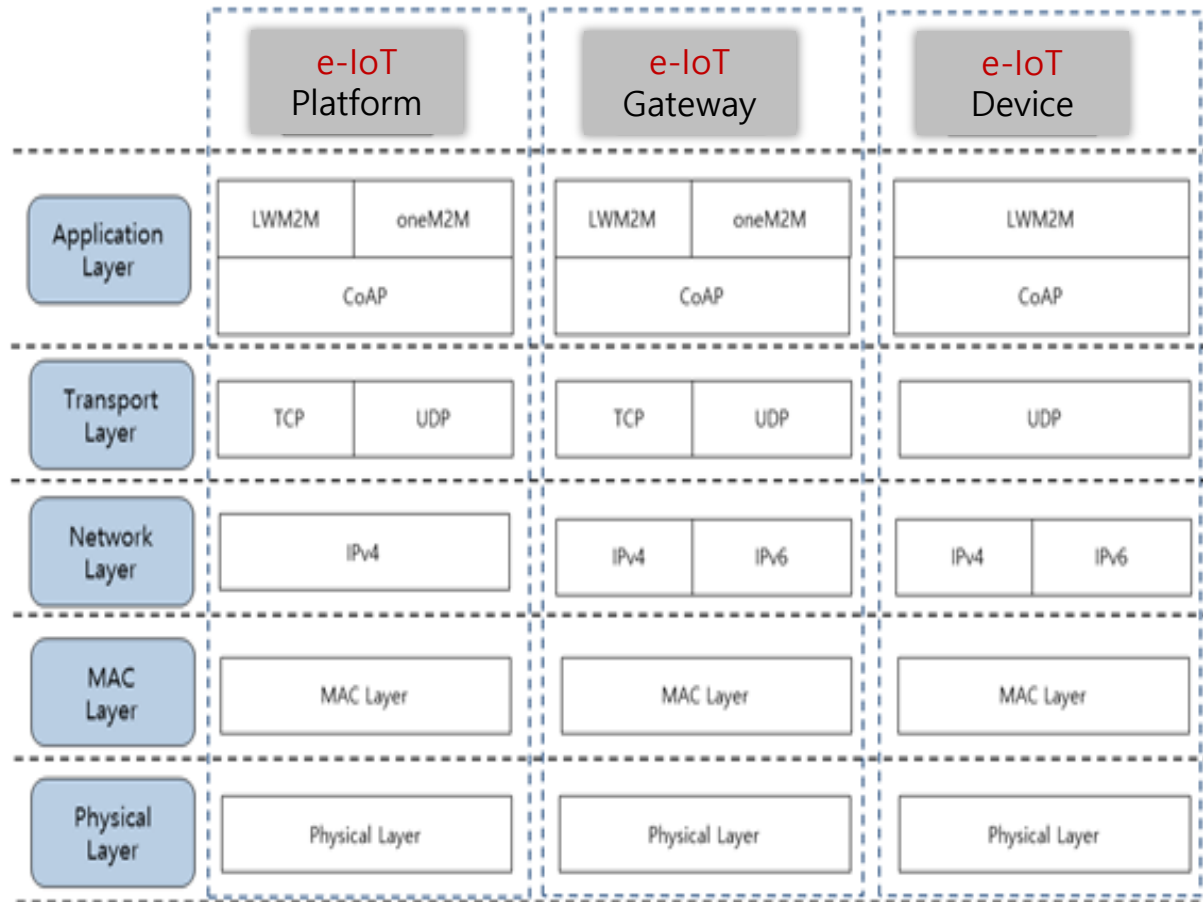 e-IoT
Platform
e-IoT
Gateway
e-IoT
Device
Application
Layer
LWM2M
oneM2M
CoAP
LWM2M
oneM2M
CoAP
LWM2M
CoAP
Transport
Layer
TCP
UDP
TCP
UDP
UDP
Network
Layer
IPv4
IPv4
IPv6
IPv4
IPv6
MAC
Layer
MAC Layer
MAC Layer
MAC Layer
Physical
Layer
Physical Layer
Physical Layer
Physical Layer